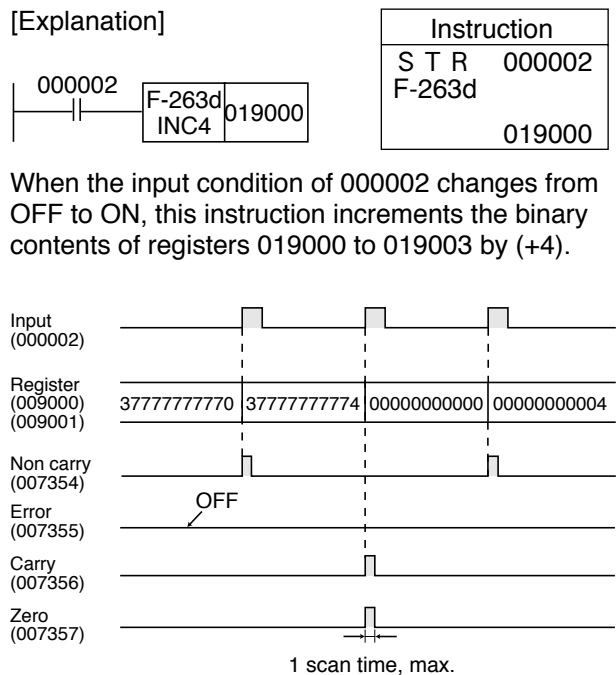 [Explanation]
000002
F-263d
INC4
019000
Instruction
S T R 000002
F-263d
019000
When the input condition of 000002 changes from
OFF to ON, this instruction increments the binary
contents of registers 019000 to 019003 by (+4).
Input
(000002)
Register
(009000)
(009001)
37777777770 37777777774 00000000000 00000000004
Non carry
(007354)
Error
(007355)
OFF
Carry
(007356)
Zero
(007357)
1 scan time, max.